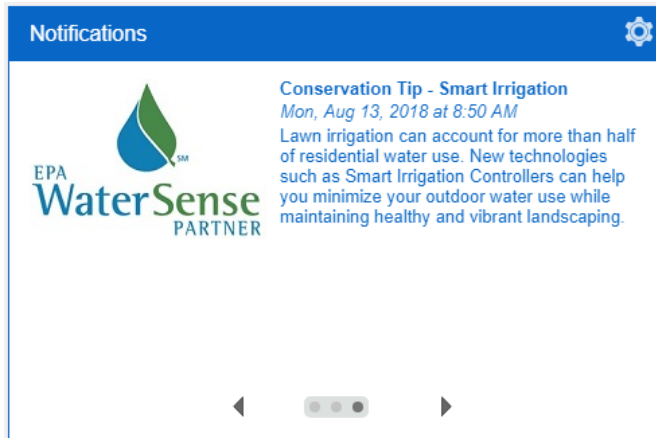 Notifications
Conservation Tip - Smart Irrigation
Mon, Aug 13, 2018 at 8:50 AM
Lawn irrigation can account for more than half
of residential water use. New technologies
such as Smart Irrigation Controllers can help
you minimize your outdoor water use while
maintaining healthy and vibrant landscaping.
SM
EPA
WaterSense
PARTNER